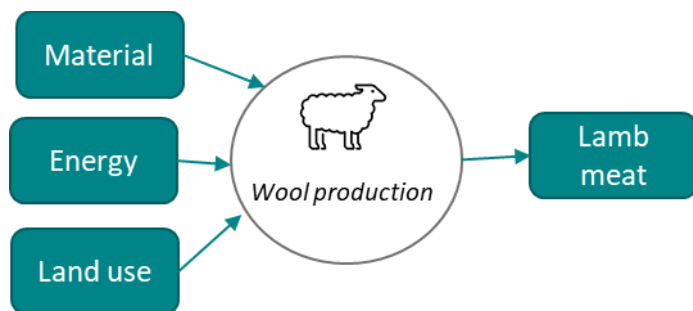 Material
Energy
Land use
Wool production
Lamb
meat